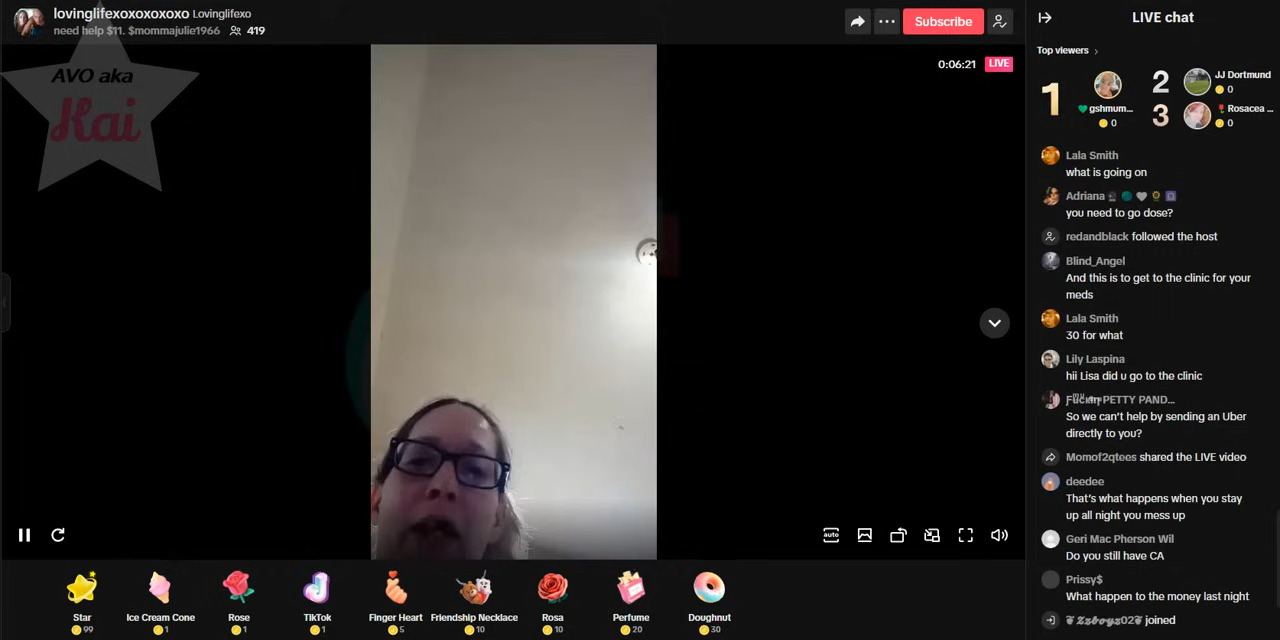 lovinglifexoxoxoxoxo Lovinglifexo
need help $11. $mommajulie1966 419
Subscribe
AVO aka
Kai
0:06:21 LIVE
LIVE chat
Top viewers
1 gshmum... 0
2 JJ Dortmund 0
3 Rosacea ... 0
Lala Smith
what is going on
Adriana
you need to go dose?
redandblack followed the host
Blind_Angel
And this is to get to the clinic for your
meds
Lala Smith
30 for what
Lily Laspina
hii Lisa did u go to the clinic
PETTY PAND...
So we can't help by sending an Uber
directly to you?
Momof2qtees shared the LIVE video
deedee
That's what happens when you stay
up all night you mess up
Geri Mac Pherson Wil
Do you still have CA
Prissy$
What happen to the money last night
Zzboyz02 joined
auto
Star
99
Ice Cream Cone
1
Rose
1
TikTok
1
Finger Heart
5
Friendship Necklace
10
Rosa
10
Perfume
20
Doughnut
30